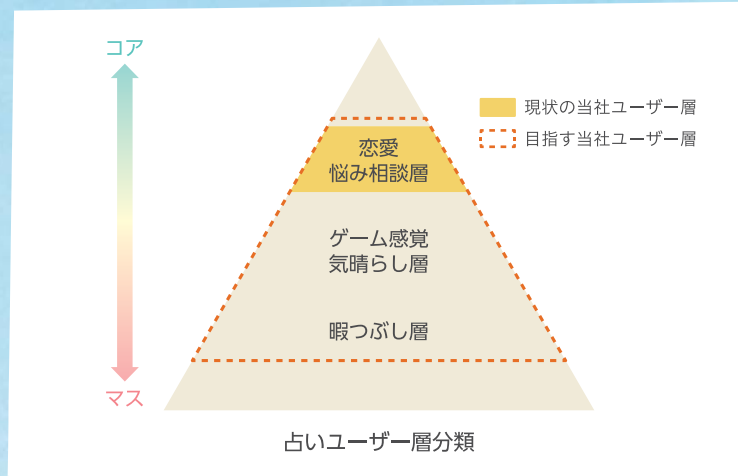 コア
現状の当社ユーザー層
目指す当社ユーザー層
恋愛
悩み相談層
ゲーム感覚
気晴らし層
暇つぶし層
マス
占いユーザー層分類